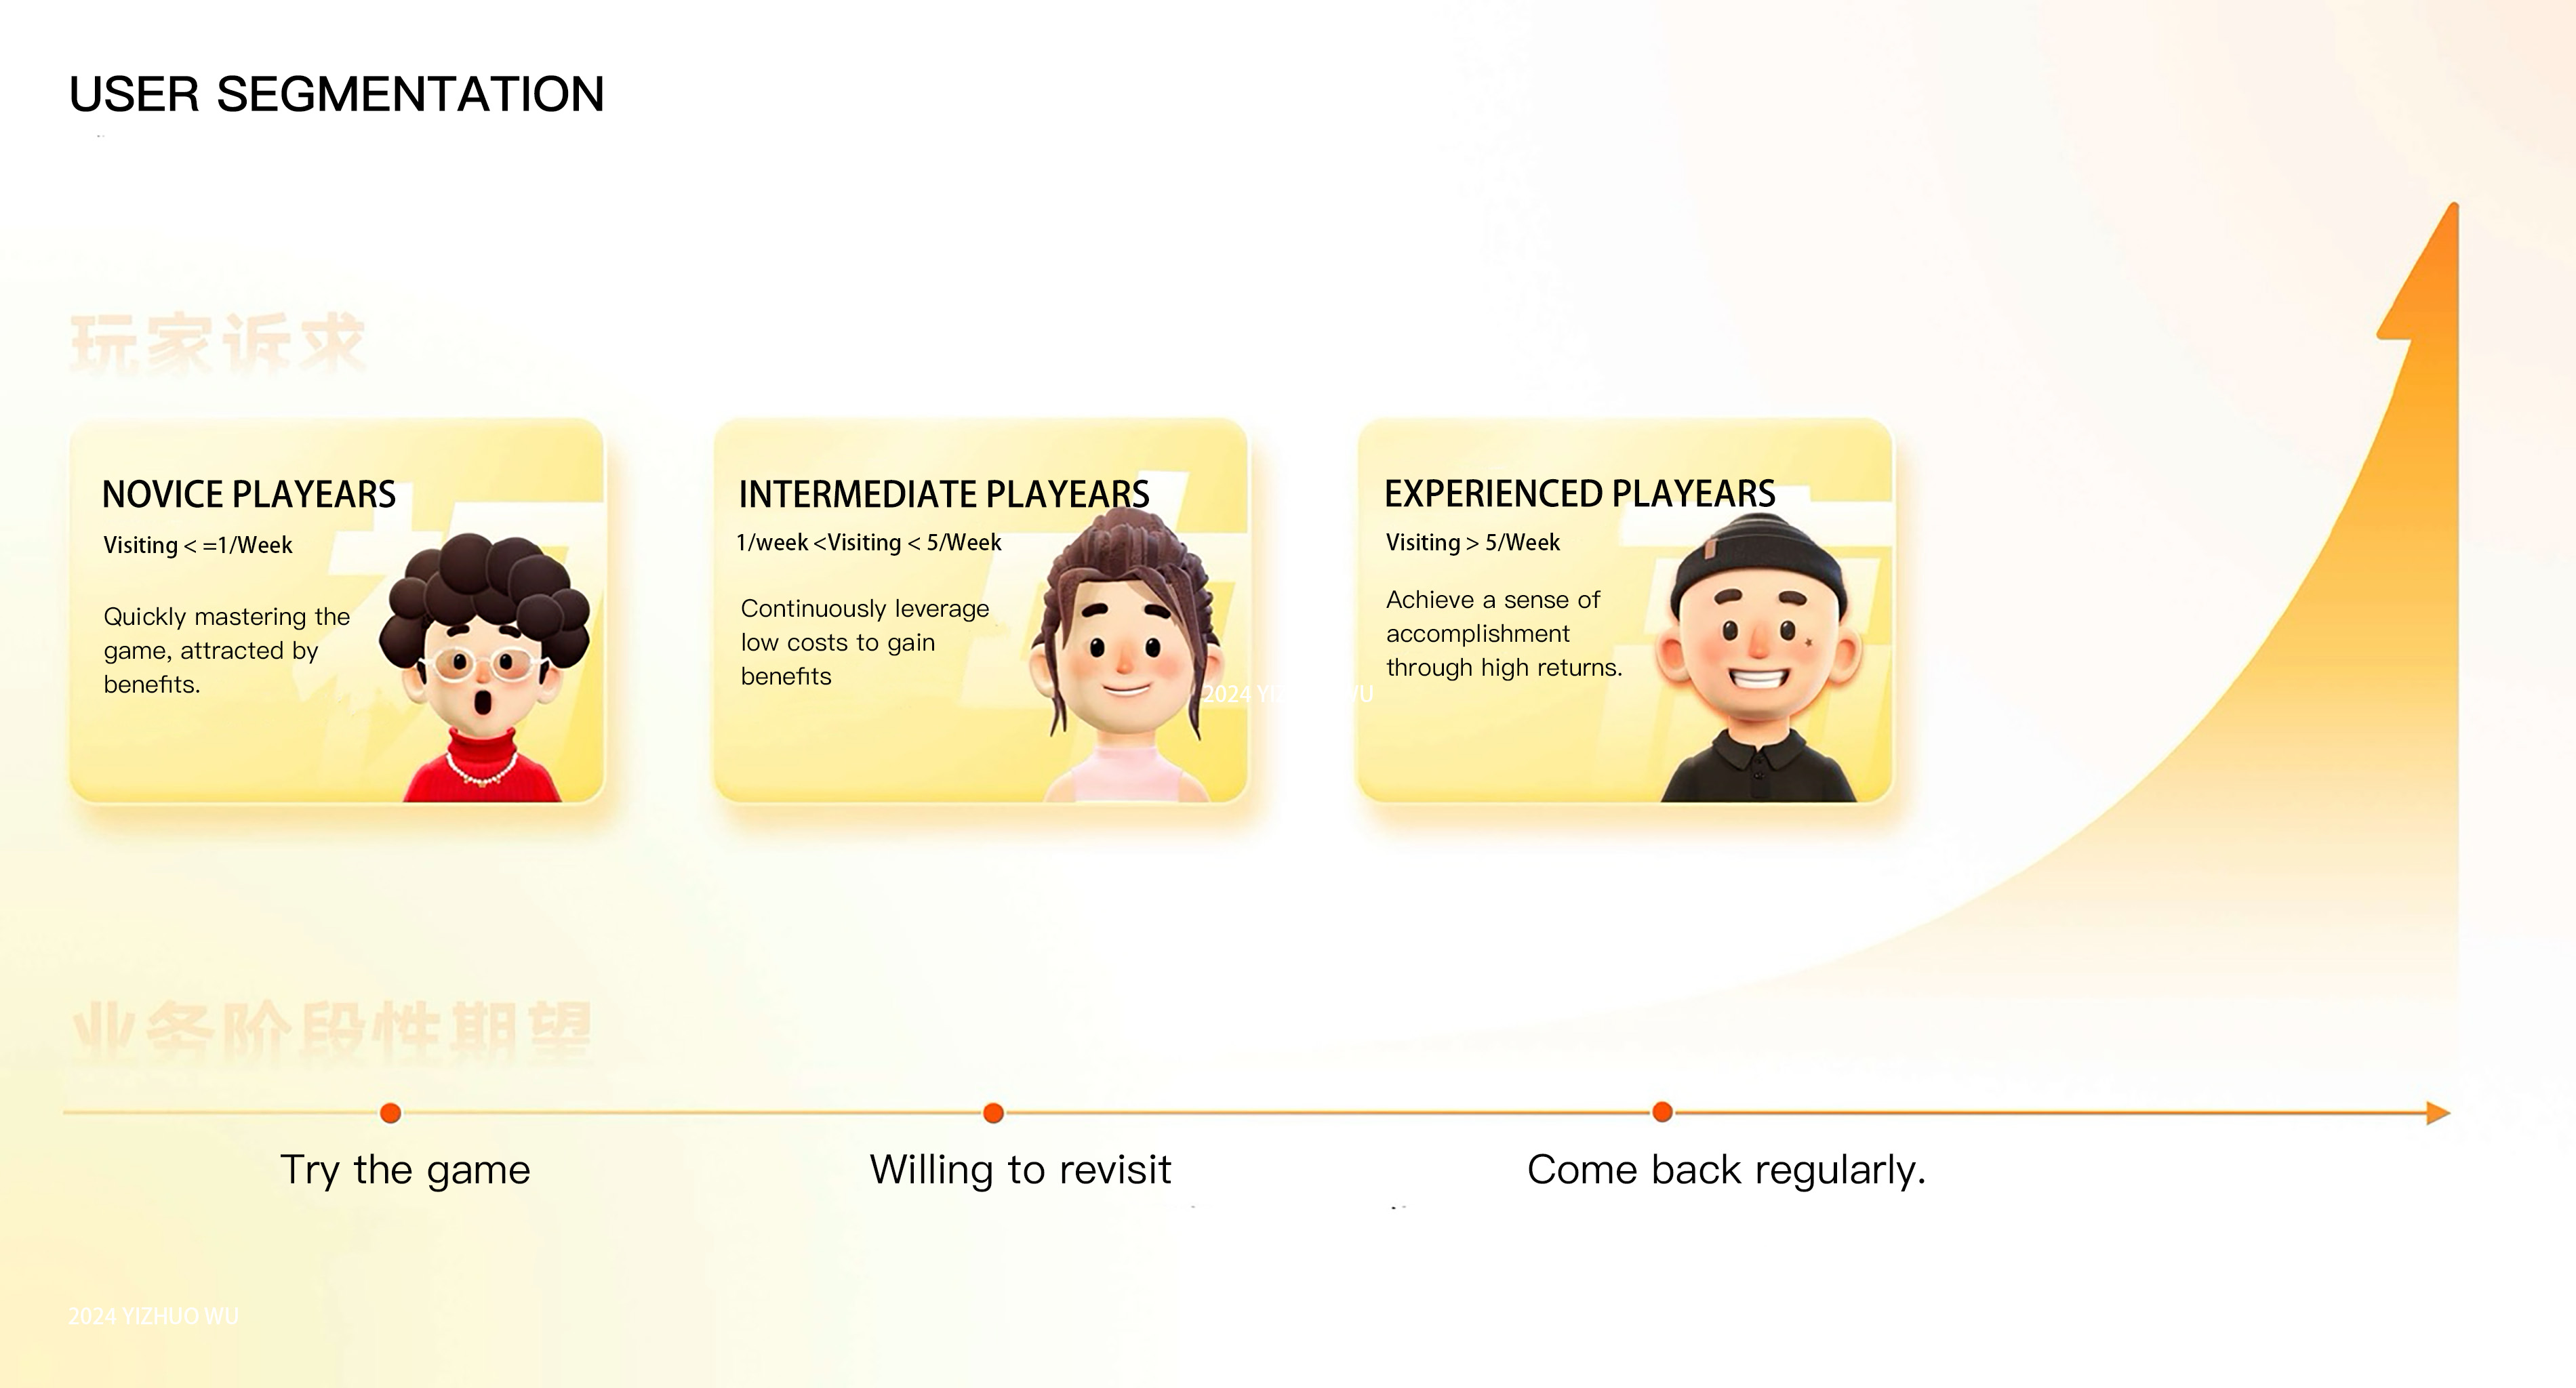 USER SEGMENTATION
玩家诉求
NOVICE PLAYEARS
Visiting < =1/Week
Quickly mastering the
game, attracted by
benefits.
INTERMEDIATE PLAYEARS
1/week <Visiting < 5/Week
Continuously leverage
low costs to gain
benefits
EXPERIENCED PLAYEARS
Visiting > 5/Week
Achieve a sense of
accomplishment
through high returns.
业务阶段性期望
Try the game
Willing to revisit
Come back regularly.
2024 YIZHUO WU